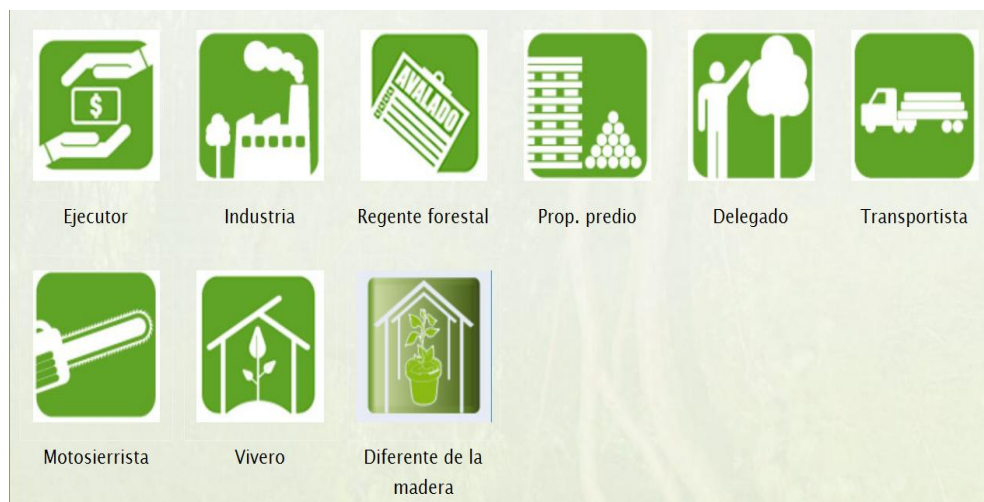 $
AVALADO
Ejecutor
Industria
Regente forestal
Prop. predio
Delegado
Transportista
Motosierrista
Vivero
Diferente de la
madera